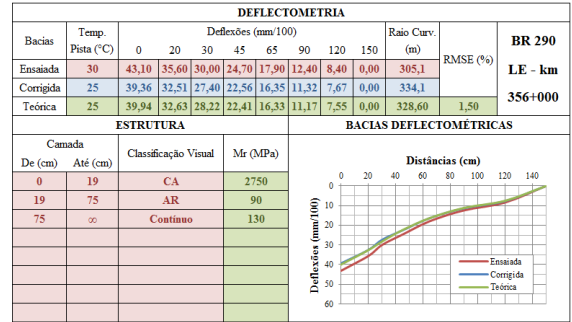 DEFLECTOMETRIA
Bacias Temp. Pista (°C) Deflexões (mm/100) Raio Curv. (m) RMSE (%) BR 290 LE - km 356+000
0 20 30 45 65 90 120 150
Ensaiada 30 43,10 35,60 30,00 24,70 17,90 12,40 8,40 0,00 305,1
Corrigida 25 39,36 32,51 27,40 22,56 16,35 11,32 7,67 0,00 334,1
Teórica 25 39,94 32,63 28,22 22,41 16,33 11,17 7,55 0,00 328,60 1,50
ESTRUTURA BACIAS DEFLECTOMÉTRICAS
Camada Classificação Visual Mr (MPa)
De (cm) Até (cm)
0 19 CA 2750
19 75 AR 90
75 ∞ Contínuo 130
Distâncias (cm)
0 20 40 60 80 100 120 140
Deflexões (mm/100)
0
10
20
30
40
50
60
Ensaiada
Corrigida
Teórica